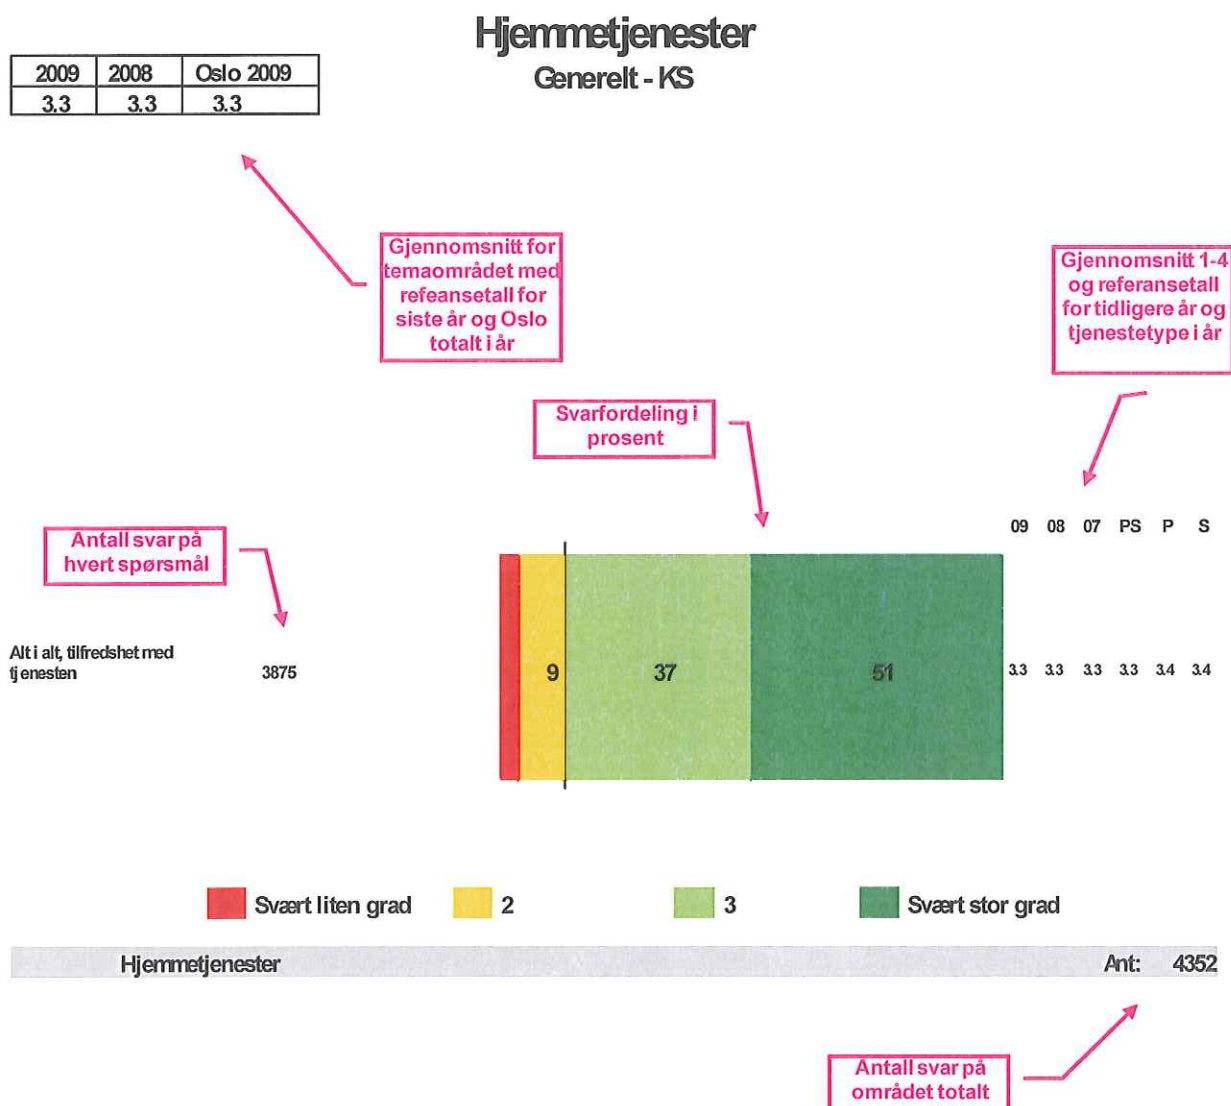 Hjemmetjenester
Generelt - KS
2009 2008 Oslo 2009
3.3 3.3 3.3
Gjennomsnitt for
temaområdet med
refeansetall for
siste år og Oslo
totalt i år
Gjennomsnitt 1-4
og referansetall
for tidligere år og
tjenestetype i år
Svarfordeling i
prosent
Antall svar på
hvert spørsmål
09 08 07 PS P S
Alt i alt, tilfredshet med
tjenesten
3875
9 37 51
3.3 3.3 3.3 3.3 3.4 3.4
Svært liten grad 2 3 Svært stor grad
Hjemmetjenester Ant: 4352
Antall svar på
området totalt